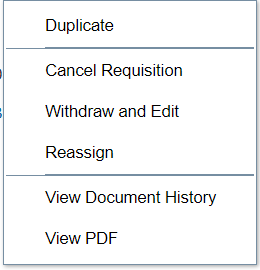 Duplicate
Cancel Requisition
Withdraw and Edit
Reassign
View Document History
View PDF